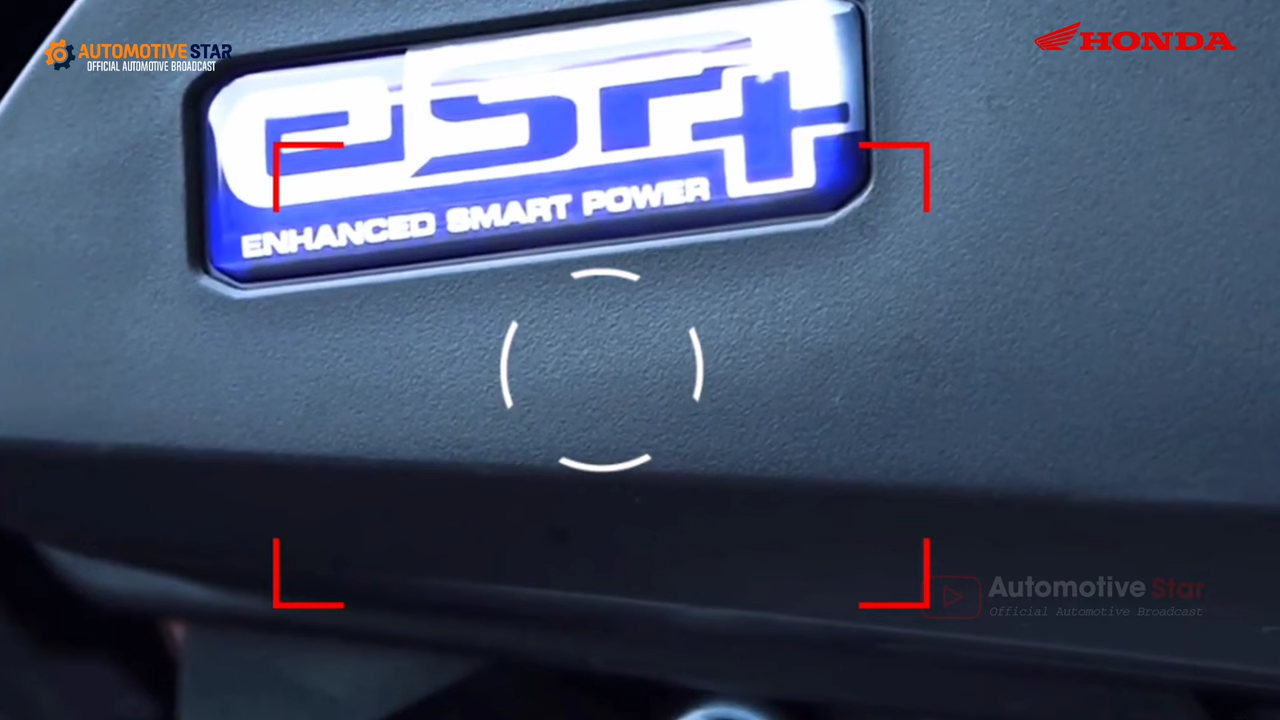 AUTOMOTIVE STAR
OFFICIAL AUTOMOTIVE BROADCAST
HONDA
eSP+
ENHANCED SMART POWER
Automotive Star
Official Automotive Broadcast